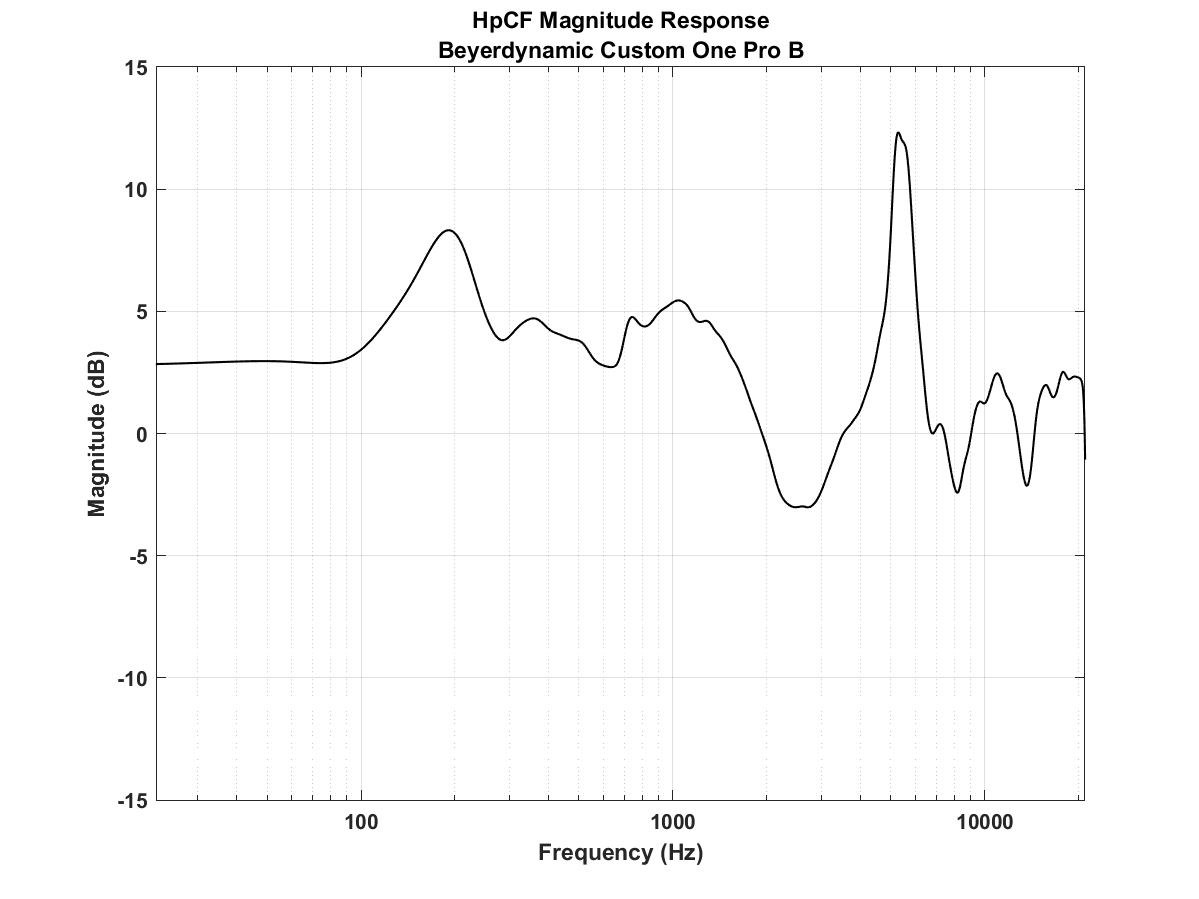 HpCF Magnitude Response
Beyerdynamic Custom One Pro B
15
10
5
0
-5
-10
-15
Magnitude (dB)
100
1000
10000
Frequency (Hz)